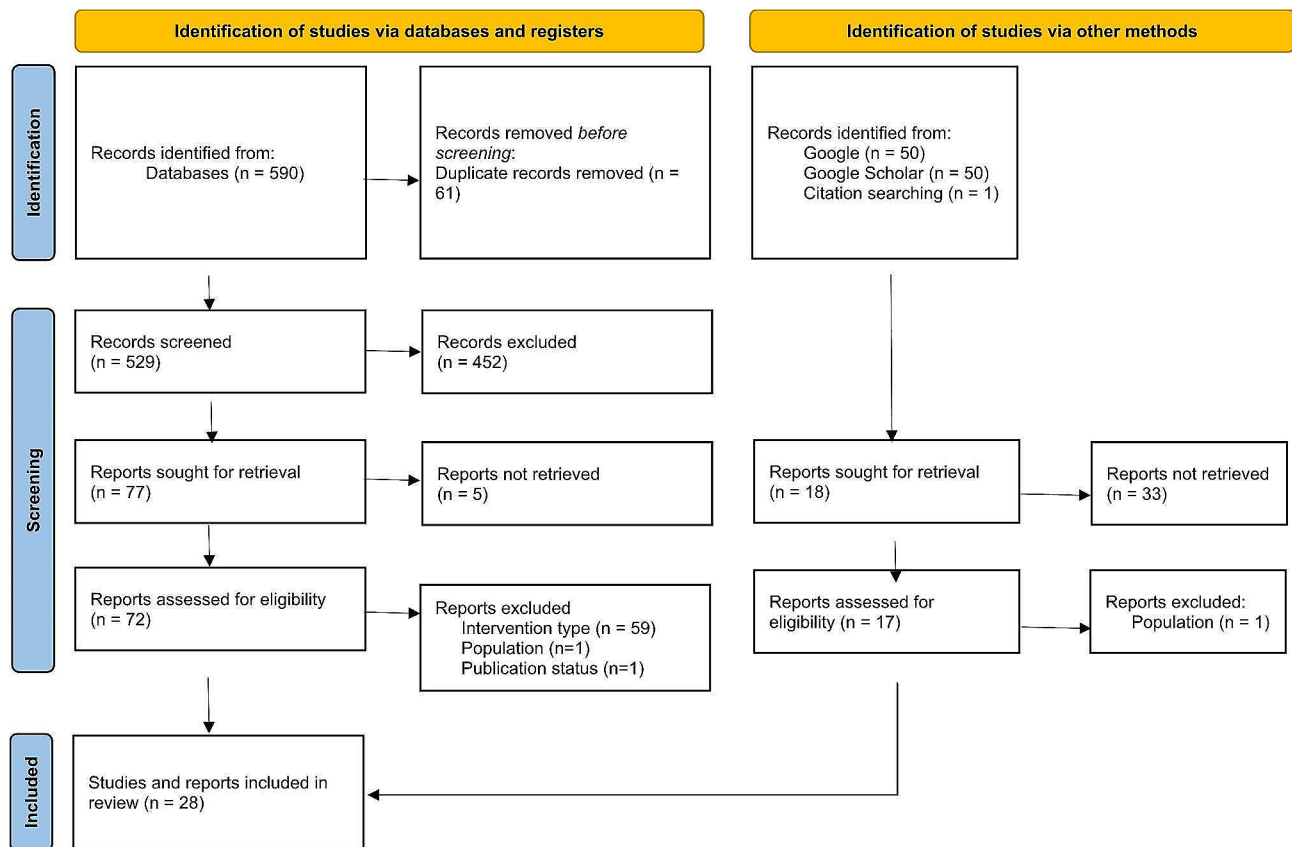 Identification of studies via databases and registers
Identification of studies via other methods
Identification
Records identified from:
Databases (n = 590)
Records removed before
screening:
Duplicate records removed (n =
61)
Records identified from:
Google (n = 50)
Google Scholar (n = 50)
Citation searching (n = 1)
Screening
Records screened
(n = 529)
Records excluded
(n = 452)
Reports sought for retrieval
(n = 77)
Reports not retrieved
(n = 5)
Reports sought for retrieval
(n = 18)
Reports not retrieved
(n = 33)
Reports assessed for eligibility
(n = 72)
Reports excluded
Intervention type (n = 59)
Population (n=1)
Publication status (n=1)
Reports assessed for
eligibility (n = 17)
Reports excluded:
Population (n = 1)
Included
Studies and reports included in
review (n = 28)